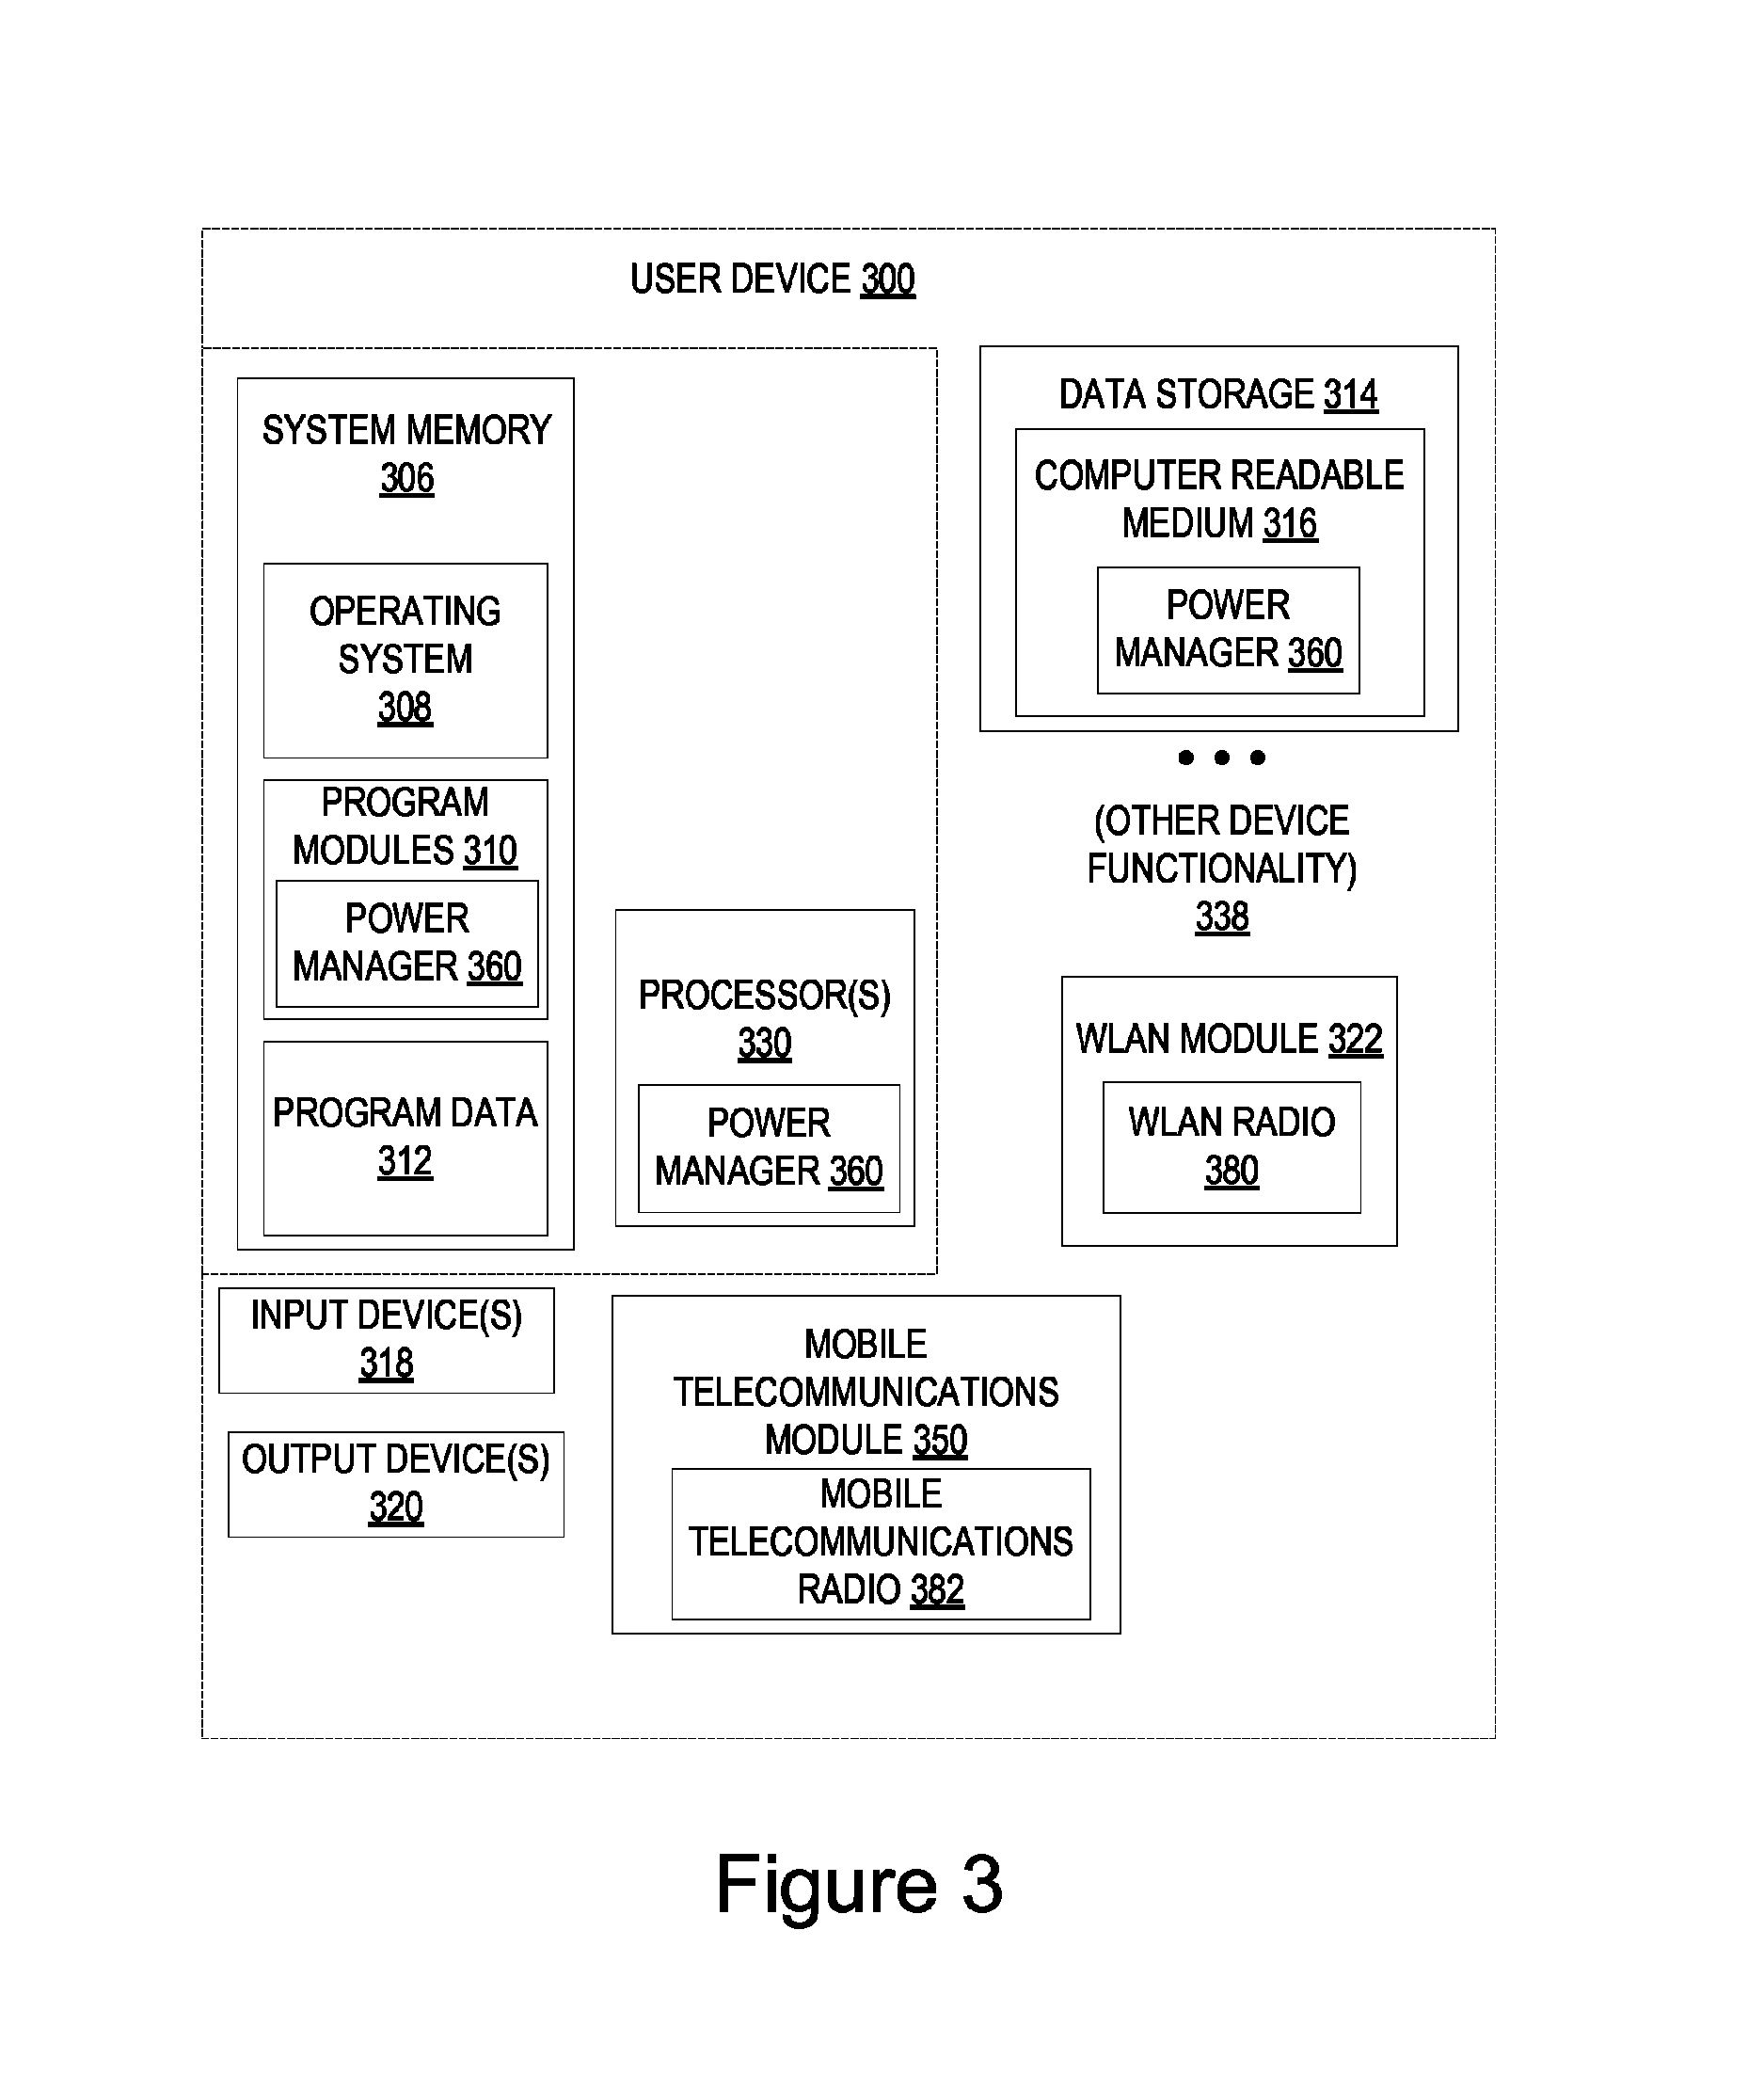 USER DEVICE 300
SYSTEM MEMORY
306
OPERATING
SYSTEM
308
PROGRAM
MODULES 310
POWER
MANAGER 360
PROGRAM DATA
312
PROCESSOR(S)
330
POWER
MANAGER 360
DATA STORAGE 314
COMPUTER READABLE
MEDIUM 316
POWER
MANAGER 360
• • •
(OTHER DEVICE
FUNCTIONALITY)
338
WLAN MODULE 322
WLAN RADIO
380
INPUT DEVICE(S)
318
OUTPUT DEVICE(S)
320
MOBILE
TELECOMMUNICATIONS
MODULE 350
MOBILE
TELECOMMUNICATIONS
RADIO 382
Figure 3